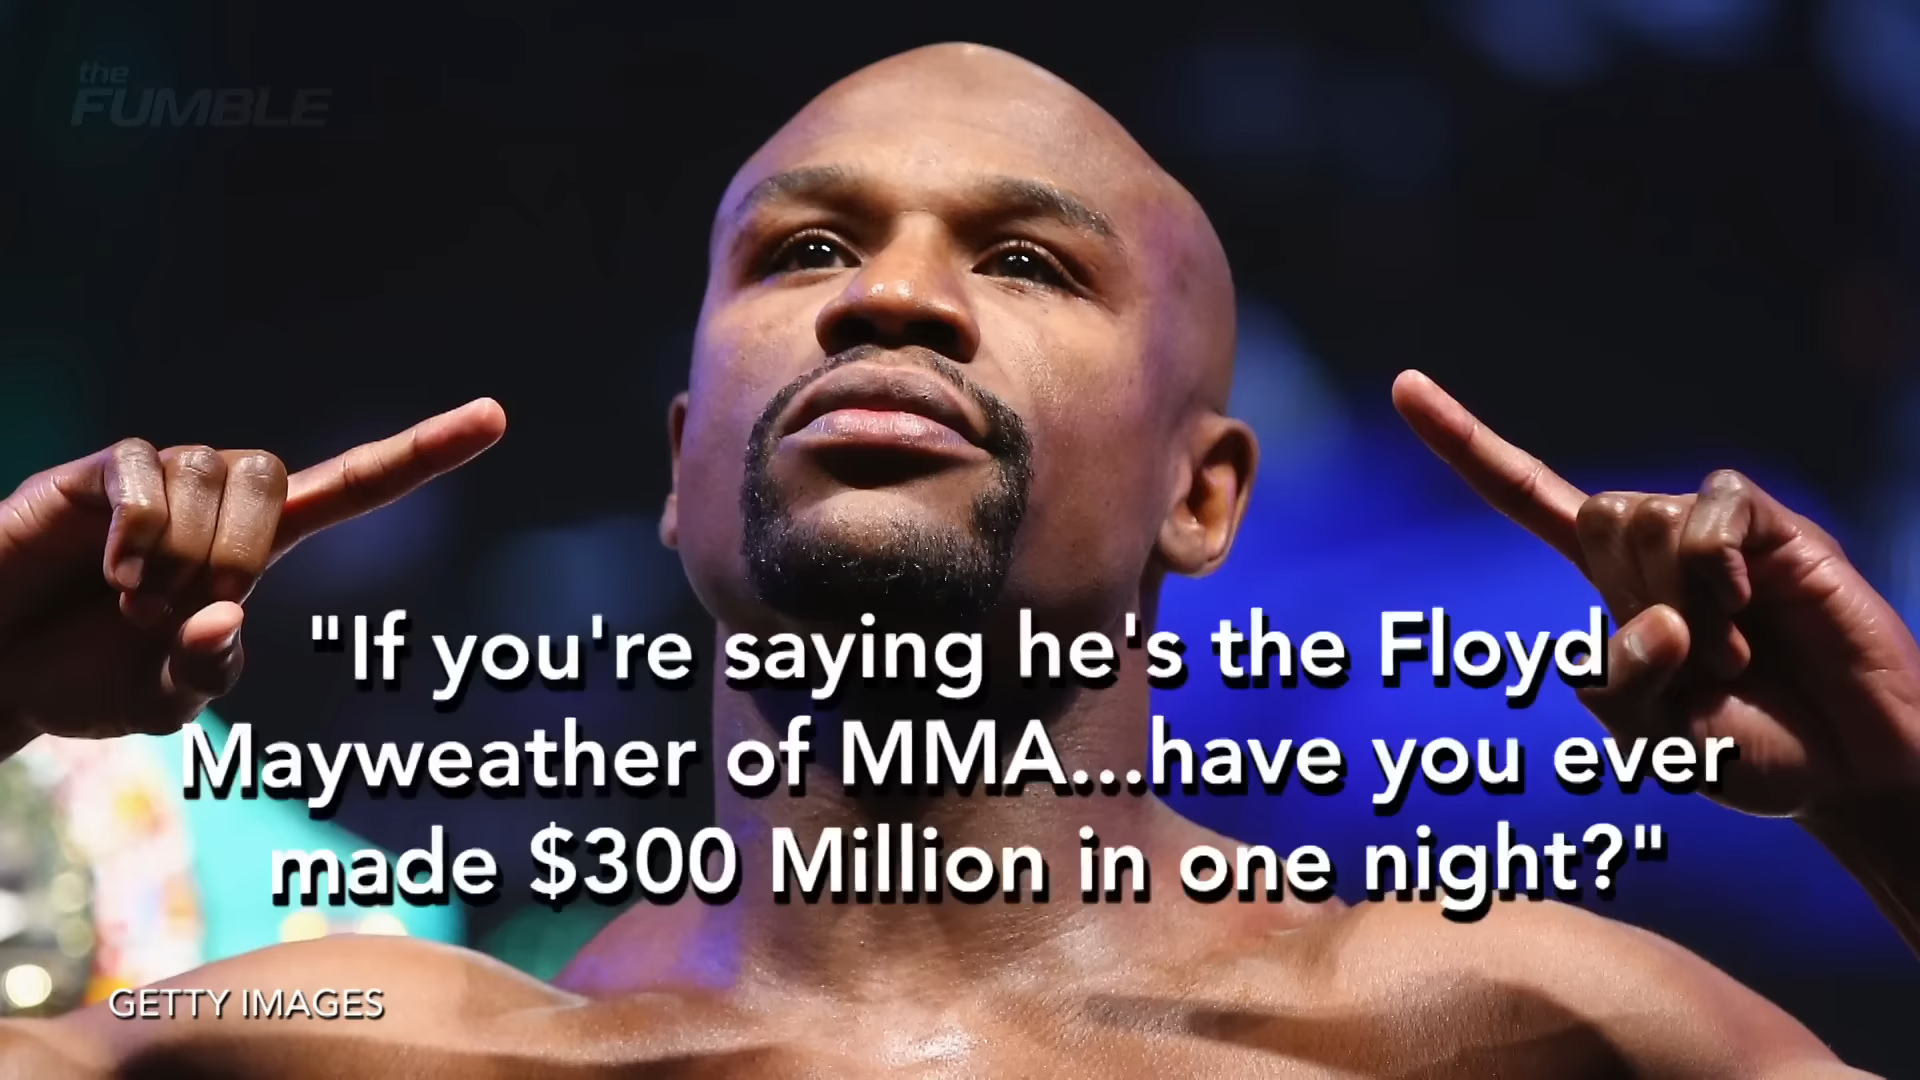 the
FUMBLE
"If you're saying he's the Floyd
Mayweather of MMA...have you ever
made $300 Million in one night?"
GETTY IMAGES